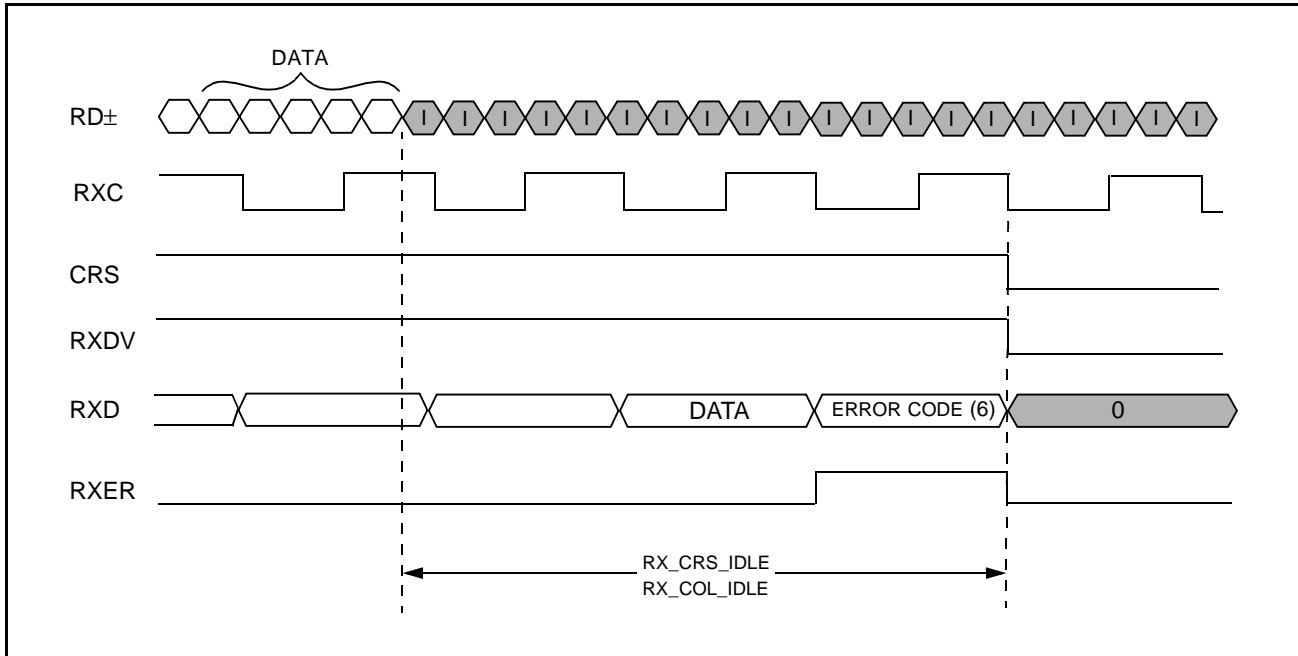 DATA
RD± I I I I I I I I I I I I I I I I I I I I
RXC
CRS
RXDV
RXD DATA ERROR CODE (6) 0
RXER
RX_CRS_IDLE
RX_COL_IDLE